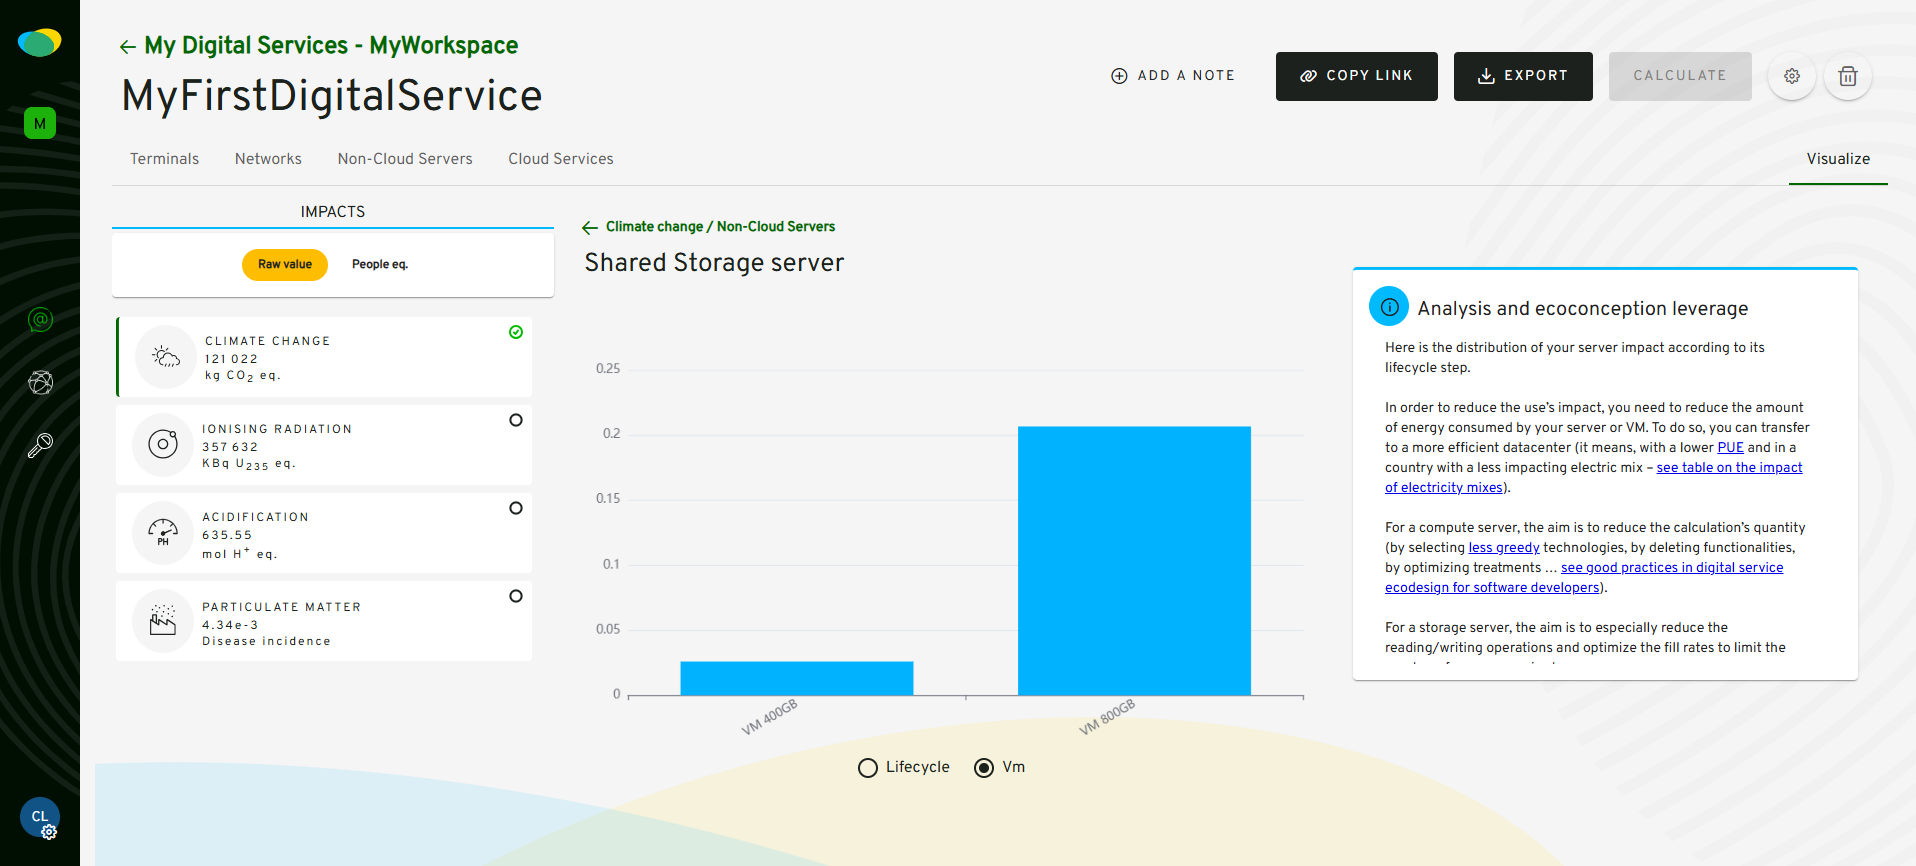 My Digital Services - MyWorkspace
MyFirstDigitalService
ADD A NOTE
COPY LINK
EXPORT
CALCULATE
M
Terminals
Networks
Non-Cloud Servers
Cloud Services
Visualize
IMPACTS
Raw value
People eq.
CLIMATE CHANGE
121 022
kg CO2 eq.
IONISING RADIATION
357 632
KBq U235 eq.
ACIDIFICATION
635.55
mol H+ eq.
PH
PARTICULATE MATTER
4.34e-3
Disease incidence
Climate change / Non-Cloud Servers
Shared Storage server
0.25
0.2
0.15
0.1
0.05
0
VM 400GB
VM 800GB
Lifecycle
Vm
Analysis and ecoconception leverage
Here is the distribution of your server impact according to its
lifecycle step.
In order to reduce the use's impact, you need to reduce the amount
of energy consumed by your server or VM. To do so, you can transfer
to a more efficient datacenter (it means, with a lower PUE and in a
country with a less impacting electric mix – see table on the impact
of electricity mixes).
For a compute server, the aim is to reduce the calculation's quantity
(by selecting less greedy technologies, by deleting functionalities,
by optimizing treatments ... see good practices in digital service
ecodesign for software developers).
For a storage server, the aim is to especially reduce the
reading/writing operations and optimize the fill rates to limit the
CL